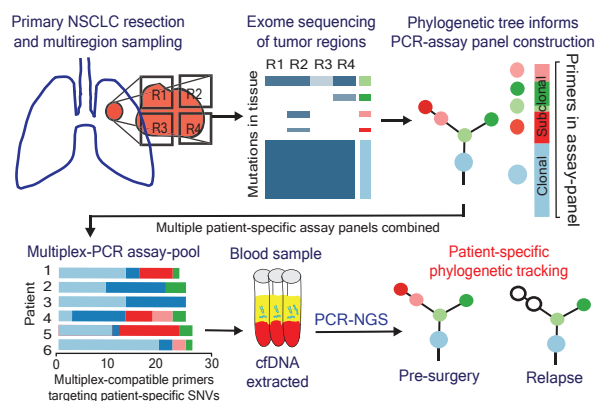 Primary NSCLC resection
and multiregion sampling
Exome sequencing
of tumor regions
Phylogenetic tree informs
PCR-assay panel construction
R1
R2
R3
R4
R1 R2 R3 R4
Mutations in tissue
Subclonal
Clonal
Primers in assay-panel
Multiple patient-specific assay panels combined
Multiplex-PCR assay-pool
Patient
1
2
3
4
5
6
0
10
20
30
Multiplex-compatible primers
targeting patient-specific SNVs
Blood sample
cfDNA
extracted
PCR-NGS
Patient-specific
phylogenetic tracking
Pre-surgery
Relapse